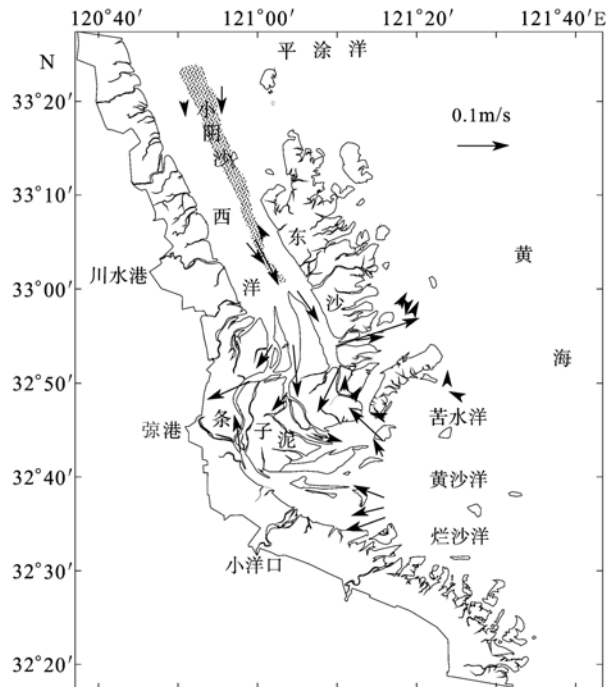 120°40′ 121°00′ 121°20′ 121°40′ E
平涂洋
N
33°20′
0.1m/s
小阴沙
33°10′
西
东
黄
川水港
33°00′
洋
沙
海
32°50′
条
苦水洋
弶港
子
泥
32°40′
黄沙洋
烂沙洋
32°30′
小洋口
32°20′